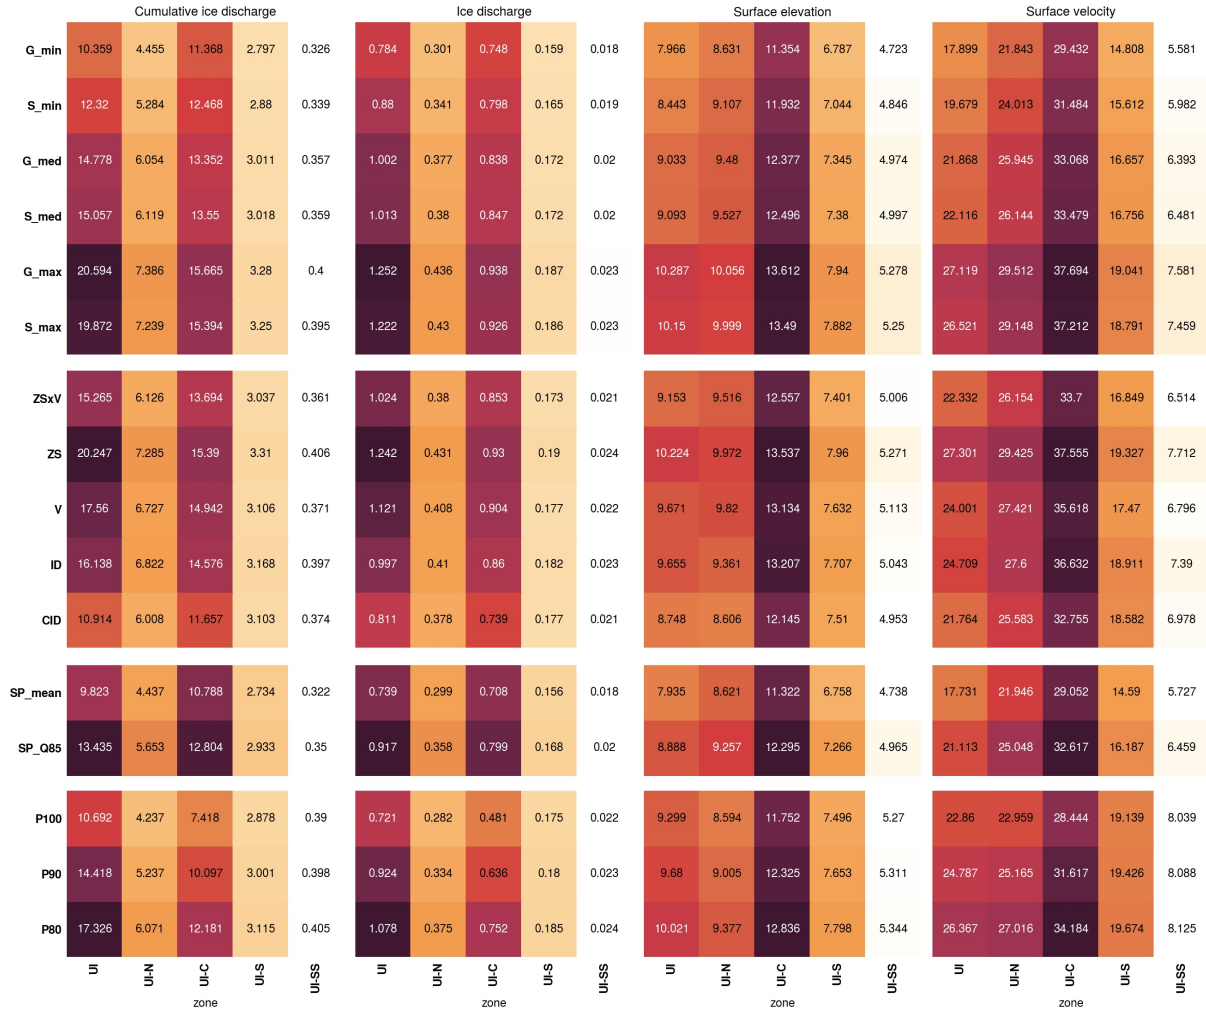 Cumulative ice discharge Ice discharge Surface elevation Surface velocity
G_min 10.359 4.455 11.368 2.797 0.326 0.784 0.301 0.748 0.159 0.018 7.966 8.631 11.354 6.787 4.723 17.899 21.843 29.432 14.808 5.581
S_min 12.32 5.284 12.468 2.88 0.339 0.88 0.341 0.798 0.165 0.019 8.443 9.107 11.932 7.044 4.846 19.679 24.013 31.484 15.612 5.982
G_med 14.778 6.054 13.352 3.011 0.357 1.002 0.377 0.838 0.172 0.02 9.033 9.48 12.377 7.345 4.974 21.868 25.945 33.068 16.657 6.393
S_med 15.057 6.119 13.55 3.018 0.359 1.013 0.38 0.847 0.172 0.02 9.093 9.527 12.496 7.38 4.997 22.116 26.144 33.479 16.756 6.481
G_max 20.594 7.386 15.665 3.28 0.4 1.252 0.436 0.938 0.187 0.023 10.287 10.056 13.612 7.94 5.278 27.119 29.512 37.694 19.041 7.581
S_max 19.872 7.239 15.394 3.25 0.395 1.222 0.43 0.926 0.186 0.023 10.15 9.999 13.49 7.882 5.25 26.521 29.148 37.212 18.791 7.459
ZSxV 15.265 6.126 13.694 3.037 0.361 1.024 0.38 0.853 0.173 0.021 9.153 9.516 12.557 7.401 5.006 22.332 26.154 33.7 16.849 6.514
ZS 20.247 7.285 15.39 3.31 0.406 1.242 0.431 0.93 0.19 0.024 10.224 9.972 13.537 7.96 5.271 27.301 29.425 37.555 19.327 7.712
V 17.56 6.727 14.942 3.106 0.371 1.121 0.408 0.904 0.177 0.022 9.671 9.82 13.134 7.632 5.113 24.001 27.421 35.618 17.47 6.796
ID 16.138 6.822 14.576 3.168 0.397 0.997 0.41 0.86 0.182 0.023 9.655 9.361 13.207 7.707 5.043 24.709 27.6 36.632 18.911 7.39
CID 10.914 6.008 11.657 3.103 0.374 0.811 0.378 0.739 0.177 0.021 8.748 8.606 12.145 7.51 4.953 21.764 25.583 32.755 18.582 6.978
SP_mean 9.823 4.437 10.788 2.734 0.322 0.739 0.299 0.708 0.156 0.018 7.935 8.621 11.322 6.758 4.738 17.731 21.946 29.052 14.59 5.727
SP_Q85 13.435 5.653 12.804 2.933 0.35 0.917 0.358 0.799 0.168 0.02 8.888 9.257 12.295 7.266 4.965 21.113 25.048 32.617 16.187 6.459
P100 10.692 4.237 7.418 2.878 0.39 0.721 0.282 0.481 0.175 0.022 9.299 8.594 11.752 7.496 5.27 22.86 22.959 28.444 19.139 8.039
P90 14.418 5.237 10.097 3.001 0.398 0.924 0.334 0.636 0.18 0.023 9.68 9.005 12.325 7.653 5.311 24.787 25.165 31.617 19.426 8.088
P80 17.326 6.071 12.181 3.115 0.405 1.078 0.375 0.752 0.185 0.024 10.021 9.377 12.836 7.798 5.344 26.367 27.016 34.184 19.674 8.125
UI UI-N UI-C UI-S UI-SS UI UI-N UI-C UI-S UI-SS UI UI-N UI-C UI-S UI-SS UI UI-N UI-C UI-S UI-SS
zone zone zone zone